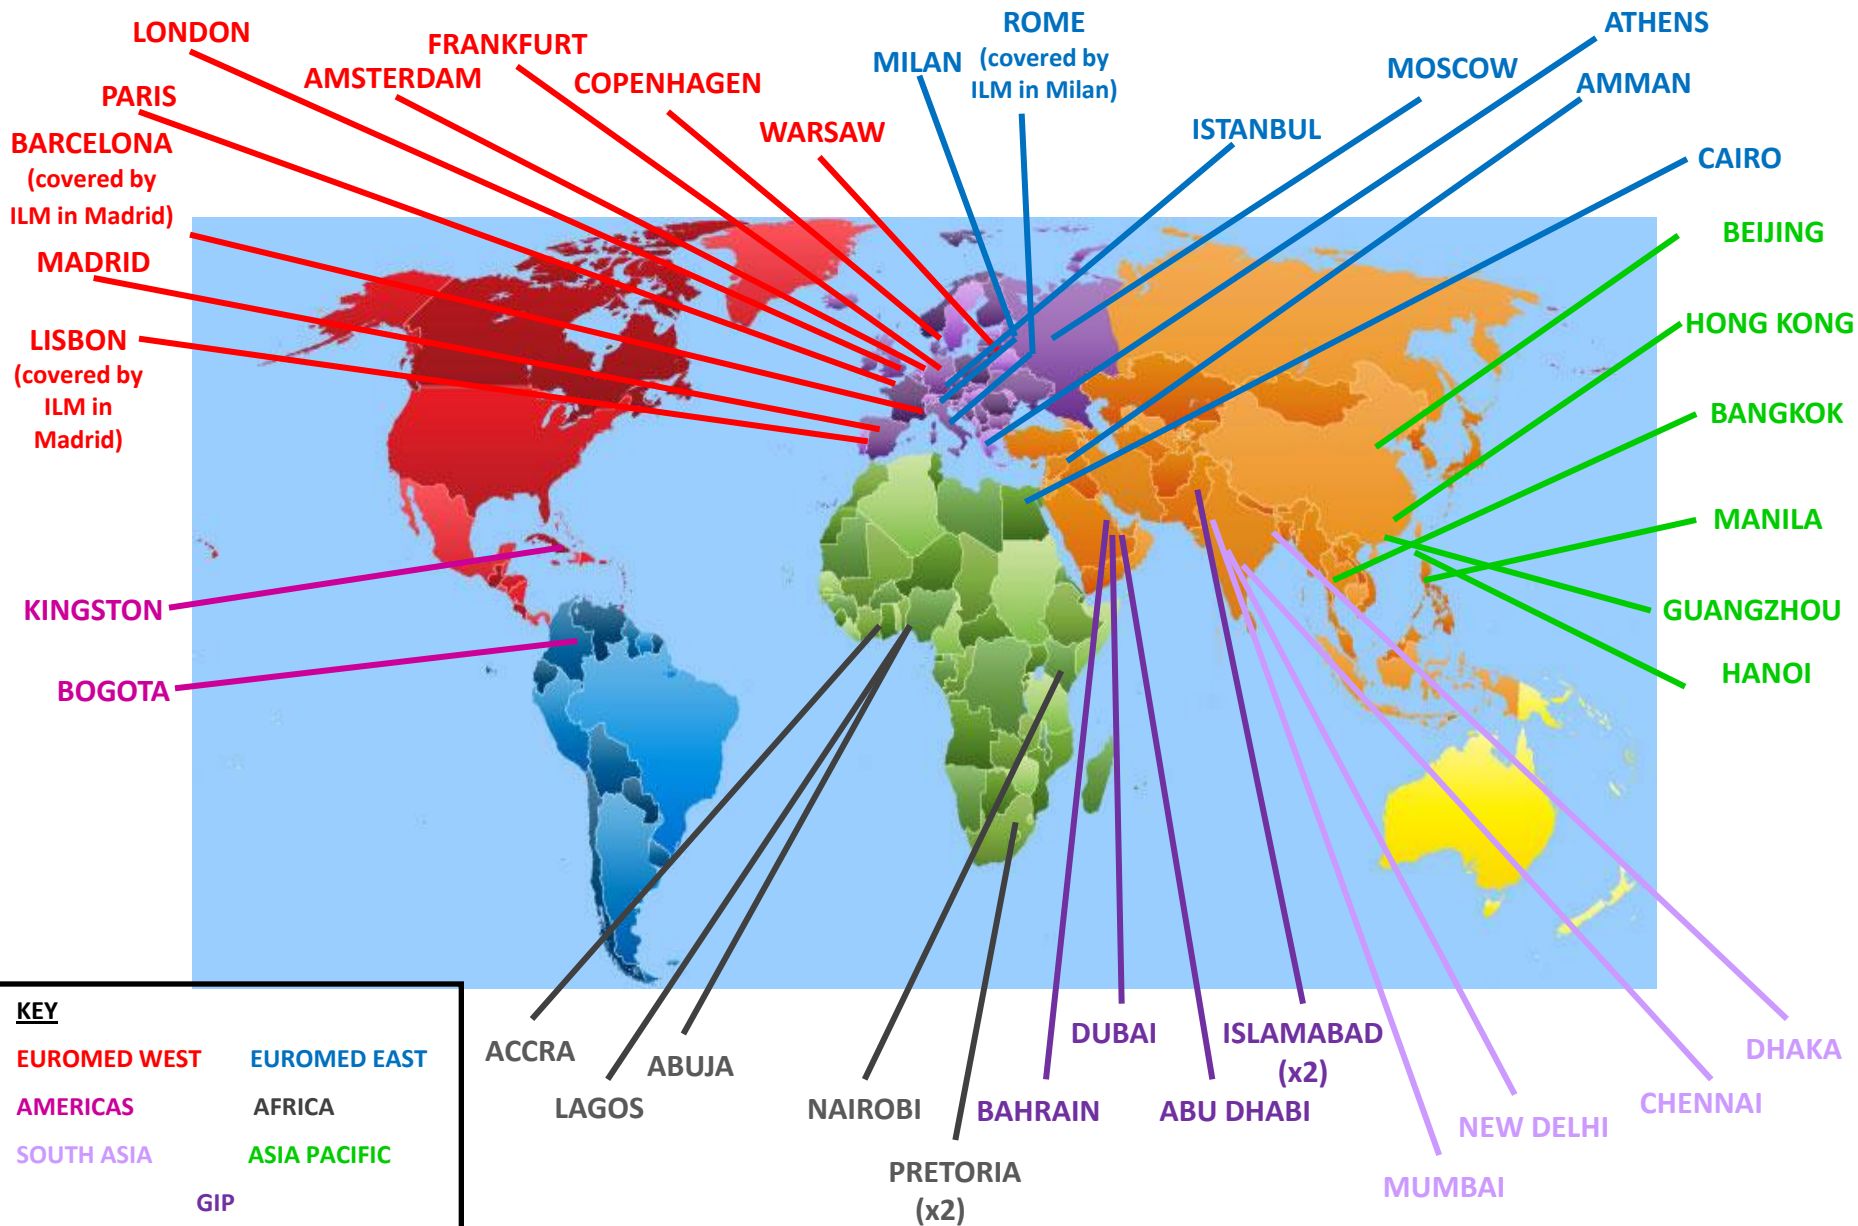 LONDON
FRANKFURT
AMSTERDAM
COPENHAGEN
PARIS
BARCELONA
(covered by
ILM in Madrid)
WARSAW
MADRID
LISBON
(covered by
ILM in
Madrid)
MILAN
ROME
(covered by
ILM in Milan)
ISTANBUL
MOSCOW
ATHENS
AMMAN
CAIRO
BEIJING
HONG KONG
BANGKOK
MANILA
GUANGZHOU
HANOI
KINGSTON
BOGOTA
ACCRA
LAGOS
ABUJA
NAIROBI
PRETORIA
(x2)
BAHRAIN
DUBAI
ABU DHABI
ISLAMABAD
(x2)
MUMBAI
NEW DELHI
CHENNAI
DHAKA
KEY
EUROMED WEST EUROMED EAST
AMERICAS AFRICA
SOUTH ASIA ASIA PACIFIC
GIP